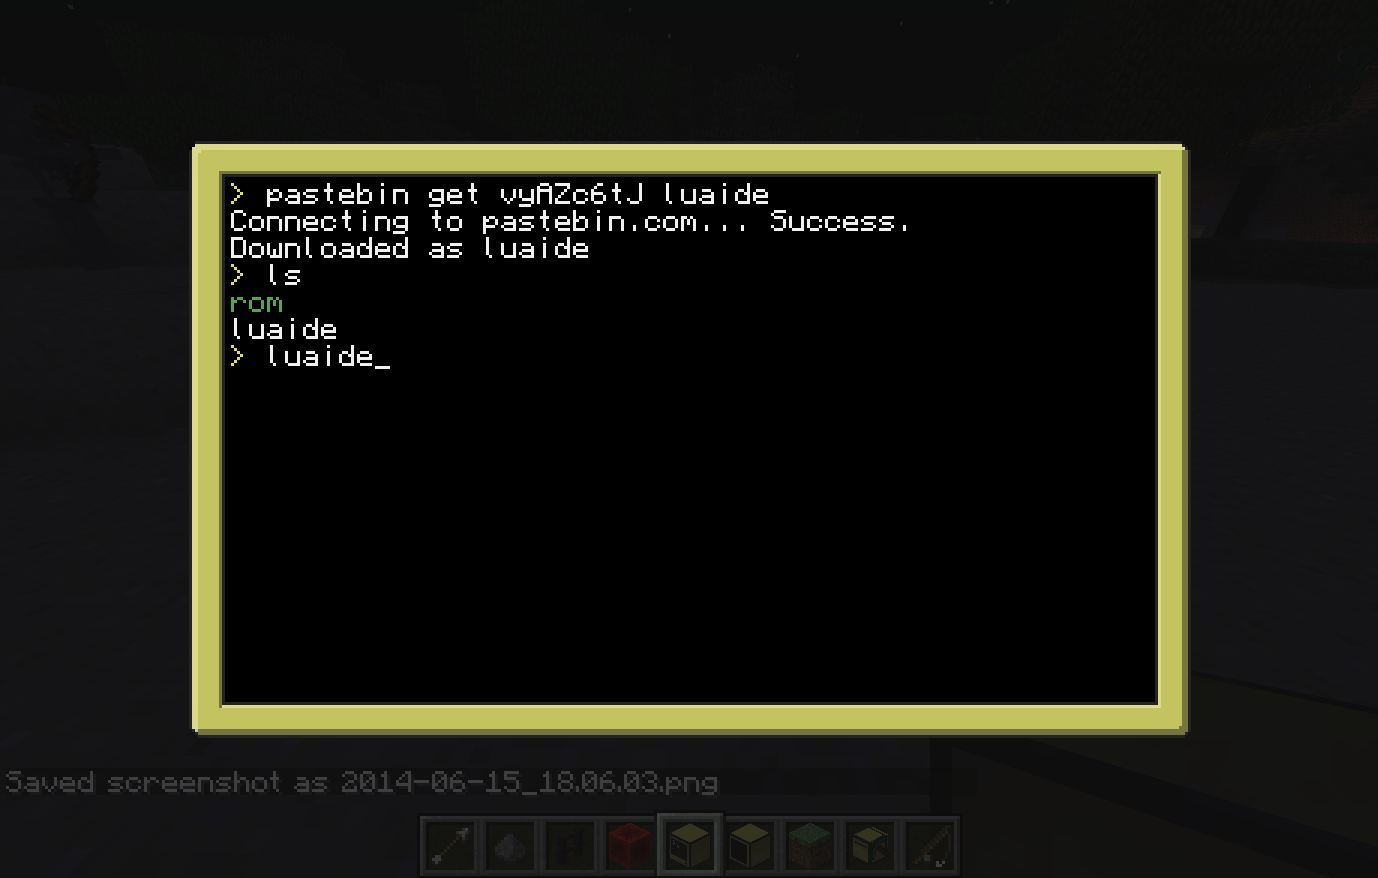 > pastebin get vyAZc6tJ luaide
Connecting to pastebin.com... Success.
Downloaded as luaide
> ls
rom
luaide
> luaide_
Saved screenshot as 2014-06-15_18.06.03.png